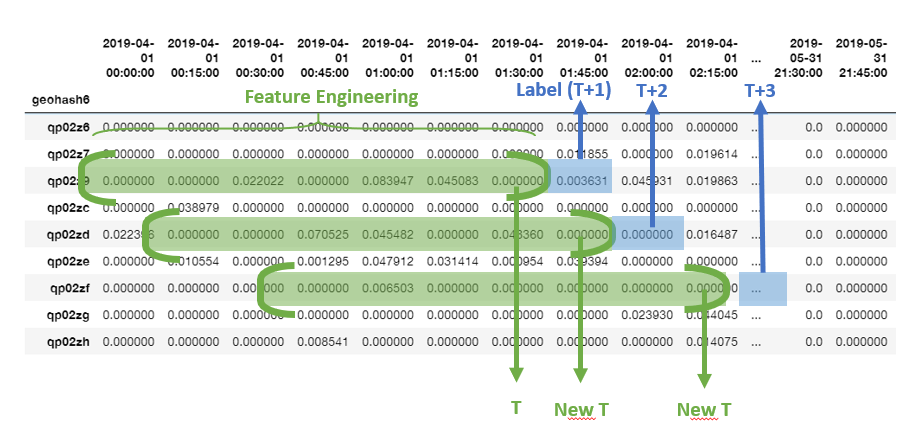 2019-04- 2019-04- 2019-04- 2019-04- 2019-04- 2019-04- 2019-04- 2019-04- 2019-04- 2019-04- 2019- 2019-05-
01 01 01 01 01 01 01 01 01 01 ... 05-31 31
00:00:00 00:15:00 00:30:00 00:45:00 01:00:00 01:15:00 01:30:00 01:45:00 02:00:00 02:15:00 21:30:00 21:45:00
Feature Engineering Label (T+1) T+2 T+3
geohash6
qp02z6 0.000000 0.000000 0.000000 0.000000 0.000000 0.000000 0.000000 0.000000 0.000000 0.000000 ... 0.0 0.000000
qp02z7 0.000000 0.000000 0.000000 0.000000 0.000000 0.000000 0.000000 0.011855 0.000000 0.019614 ... 0.0 0.000000
qp02z9 0.000000 0.000000 0.022022 0.000000 0.083947 0.045083 0.000000 0.003631 0.045931 0.019863 ... 0.0 0.000000
qp02zc 0.000000 0.038979 0.000000 0.000000 0.000000 0.000000 0.000000 0.000000 0.000000 0.000000 ... 0.0 0.000000
qp02zd 0.000000 0.000000 0.070525 0.045482 0.000000 0.000000 0.000000 0.016487 ... 0.0 0.000000
qp02ze 0.000000 0.010554 0.000000 0.001295 0.047912 0.031414 0.000954 0.039394 0.000000 0.000000 ... 0.0 0.000000
qp02zf 0.000000 0.000000 0.000000 0.000000 0.006503 0.000000 0.000000 0.000000 0.000000 0.000000 ... 0.0 0.000000
qp02zg 0.000000 0.000000 0.000000 0.000000 0.000000 0.000000 0.000000 0.000000 0.023930 0.044045 ... 0.0 0.000000
qp02zh 0.000000 0.000000 0.000000 0.008541 0.000000 0.000000 0.000000 0.000000 0.000000 0.014075 ... 0.0 0.000000
T New T New T